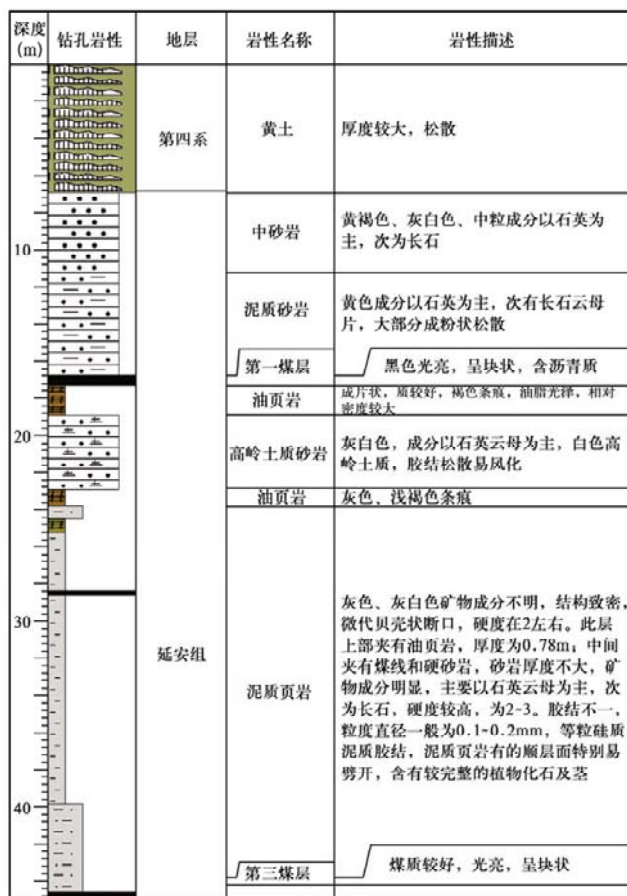 深度
(m)
钻孔岩性
地层
岩性名称
岩性描述
第四系
黄土
厚度较大，松散
中砂岩
黄褐色、灰白色、中粒成分以石英为
主，次为长石
10
泥质砂岩
黄色成分以石英为主，次有长石云母
片，大部分成粉状松散
第一煤层
黑色光亮，呈块状，含沥青质
油页岩
成片状，质较好，褐色条痕，油脂光泽，相对
密度较大
20
高岭土质砂岩
灰白色，成分以石英云母为主，白色高
岭土质，胶结松散易风化
油页岩
灰色、浅褐色条痕
30
延安组
泥质页岩
灰色、灰白色矿物成分不明，结构致密，
微代贝壳状断口，硬度在2左右。此层
上部夹有油页岩，厚度为0.78m；中间
夹有煤线和硬砂岩，砂岩厚度不大，矿
物成分明显，主要以石英云母为主，次
为长石，硬度较高，为2~3。胶结不一，
粒度直径一般为0.1~0.2mm，等粒硅质
泥质胶结，泥质页岩有的顺层面特别易
劈开，含有较完整的植物化石及茎
40
第三煤层
煤质较好，光亮，呈块状